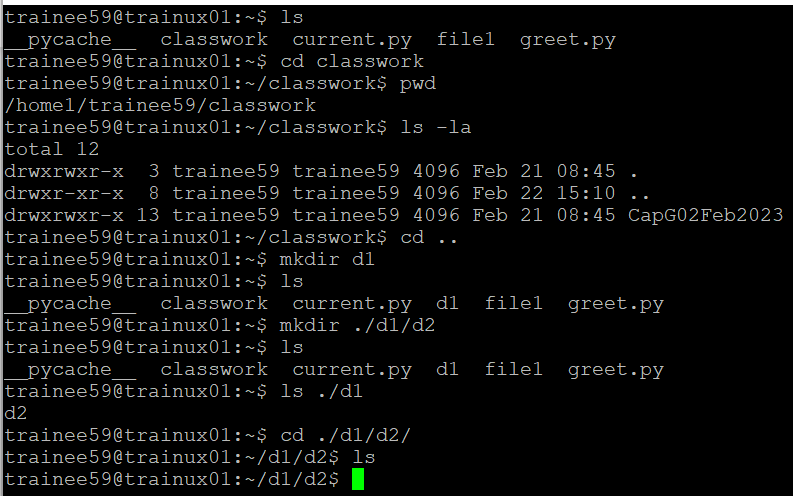 trainee59@trainux01:~$ ls
__pycache__  classwork  current.py  file1  greet.py
trainee59@trainux01:~$ cd classwork
trainee59@trainux01:~/classwork$ pwd
/home1/trainee59/classwork
trainee59@trainux01:~/classwork$ ls -la
total 12
drwxrwxr-x  3 trainee59 trainee59 4096 Feb 21 08:45 .
drwxr-xr-x  8 trainee59 trainee59 4096 Feb 22 15:10 ..
drwxrwxr-x 13 trainee59 trainee59 4096 Feb 21 08:45 CapG02Feb2023
trainee59@trainux01:~/classwork$ cd ..
trainee59@trainux01:~$ mkdir d1
trainee59@trainux01:~$ ls
__pycache__  classwork  current.py  d1  file1  greet.py
trainee59@trainux01:~$ mkdir ./d1/d2
trainee59@trainux01:~$ ls
__pycache__  classwork  current.py  d1  file1  greet.py
trainee59@trainux01:~$ ls ./d1
d2
trainee59@trainux01:~$ cd ./d1/d2/
trainee59@trainux01:~/d1/d2$ ls
trainee59@trainux01:~/d1/d2$